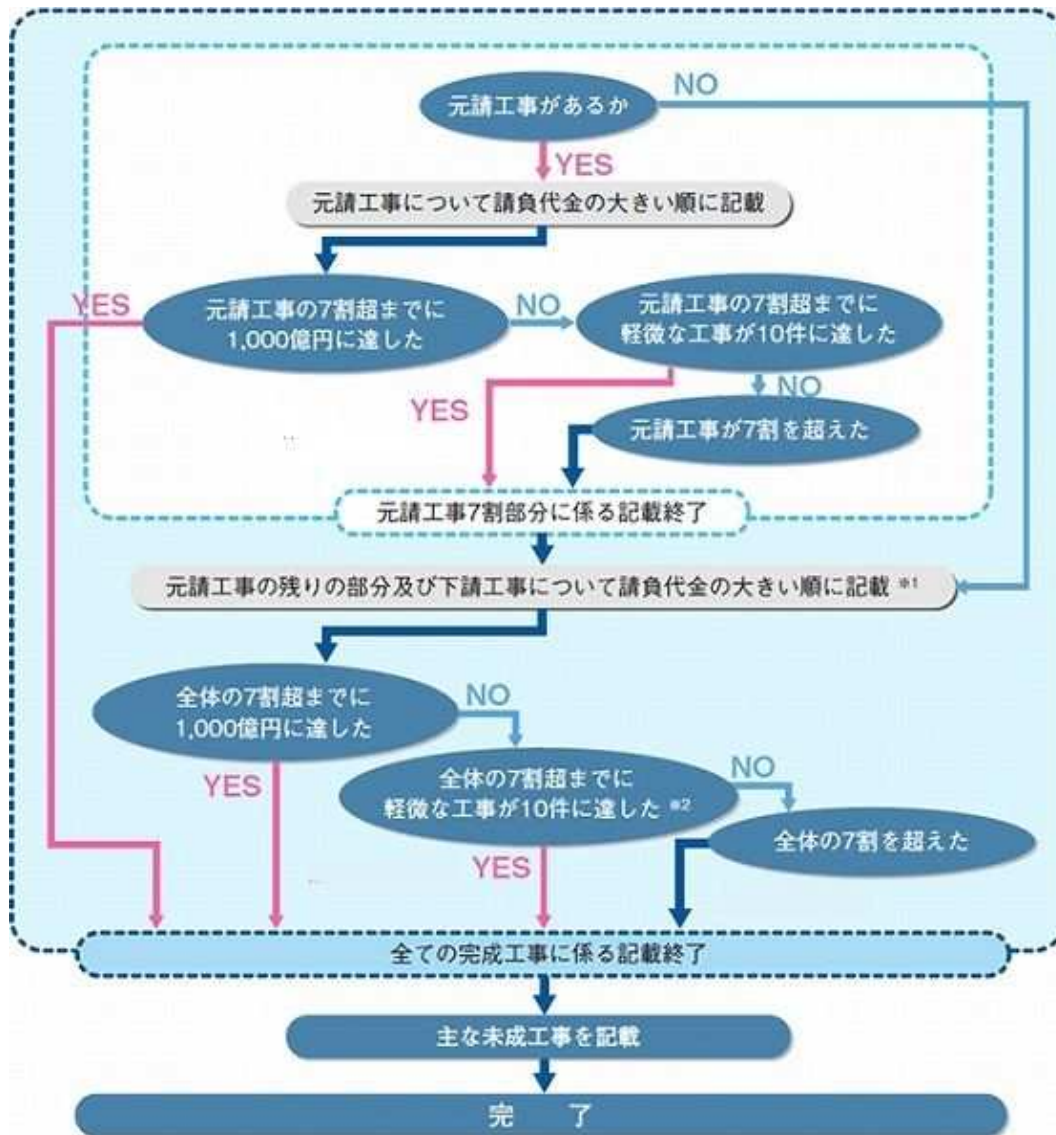 元請工事があるか
NO
YES
元請工事について請負代金の大きい順に記載
YES
元請工事の7割超までに
1,000億円に達した
NO
元請工事の7割超までに
軽微な工事が10件に達した
YES
NO
元請工事が7割を超えた
元請工事7割部分に係る記載終了
元請工事の残りの部分及び下請工事について請負代金の大きい順に記載 ※1
全体の7割超までに
1,000億円に達した
NO
YES
全体の7割超までに
軽微な工事が10件に達した ※2
NO
YES
全体の7割を超えた
全ての完成工事に係る記載終了
主な未成工事を記載
完　了